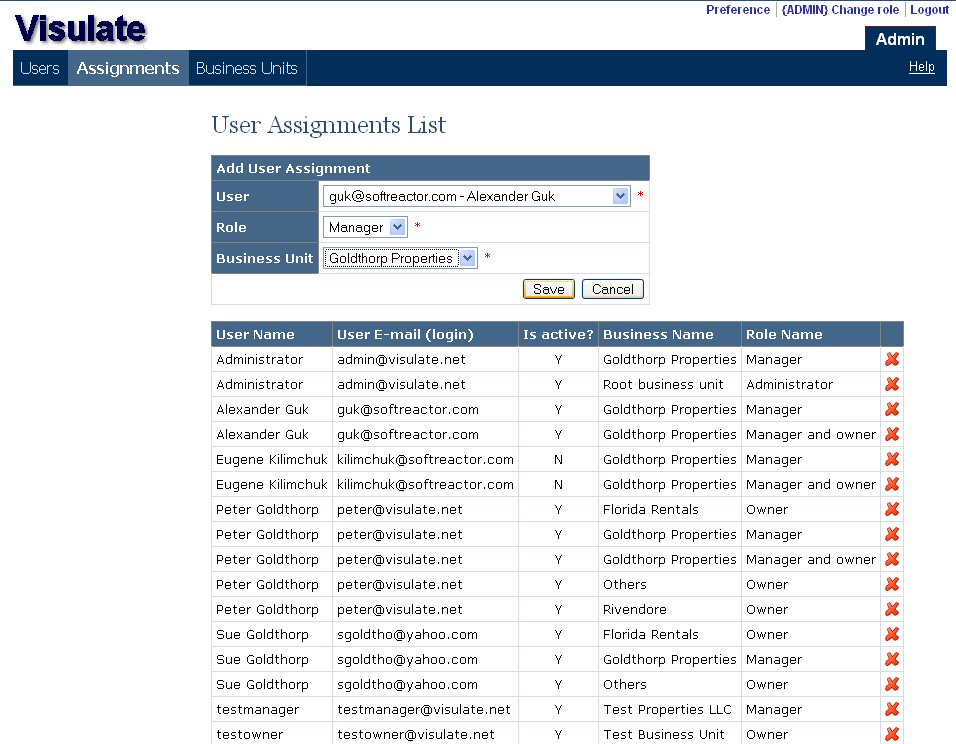 Preference {ADMIN} Change role Logout
Visulate
Admin
Users Assignments Business Units Help
User Assignments List
Add User Assignment
User guk@softreactor.com - Alexander Guk *
Role Manager *
Business Unit Goldthorp Properties *
Save Cancel
User Name User E-mail (login) Is active? Business Name Role Name
Administrator admin@visulate.net Y Goldthorp Properties Manager
Administrator admin@visulate.net Y Root business unit Administrator
Alexander Guk guk@softreactor.com Y Goldthorp Properties Manager
Alexander Guk guk@softreactor.com Y Goldthorp Properties Manager and owner
Eugene Kilimchuk kilimchuk@softreactor.com N Goldthorp Properties Manager
Eugene Kilimchuk kilimchuk@softreactor.com N Goldthorp Properties Manager and owner
Peter Goldthorp peter@visulate.net Y Florida Rentals Owner
Peter Goldthorp peter@visulate.net Y Goldthorp Properties Manager
Peter Goldthorp peter@visulate.net Y Goldthorp Properties Manager and owner
Peter Goldthorp peter@visulate.net Y Others Owner
Peter Goldthorp peter@visulate.net Y Rivendore Owner
Sue Goldthorp sgoldtho@yahoo.com Y Florida Rentals Owner
Sue Goldthorp sgoldtho@yahoo.com Y Goldthorp Properties Manager
Sue Goldthorp sgoldtho@yahoo.com Y Others Owner
testmanager testmanager@visulate.net Y Test Properties LLC Manager
testowner testowner@visulate.net Y Test Business Unit Owner